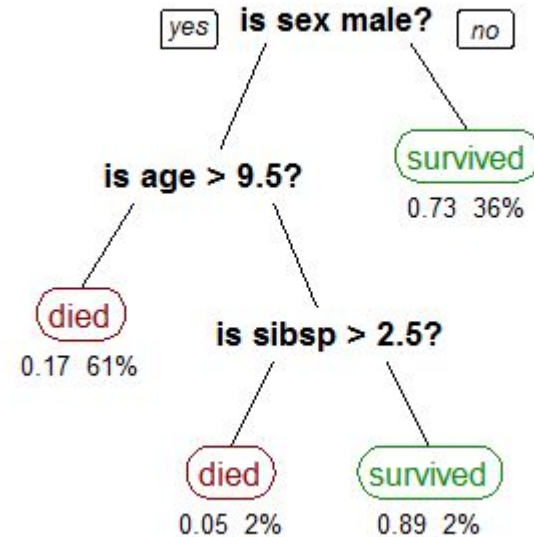 yes is sex male? no
survived
0.73 36%
is age > 9.5?
died
0.17 61%
is sibsp > 2.5?
died survived
0.05 2% 0.89 2%